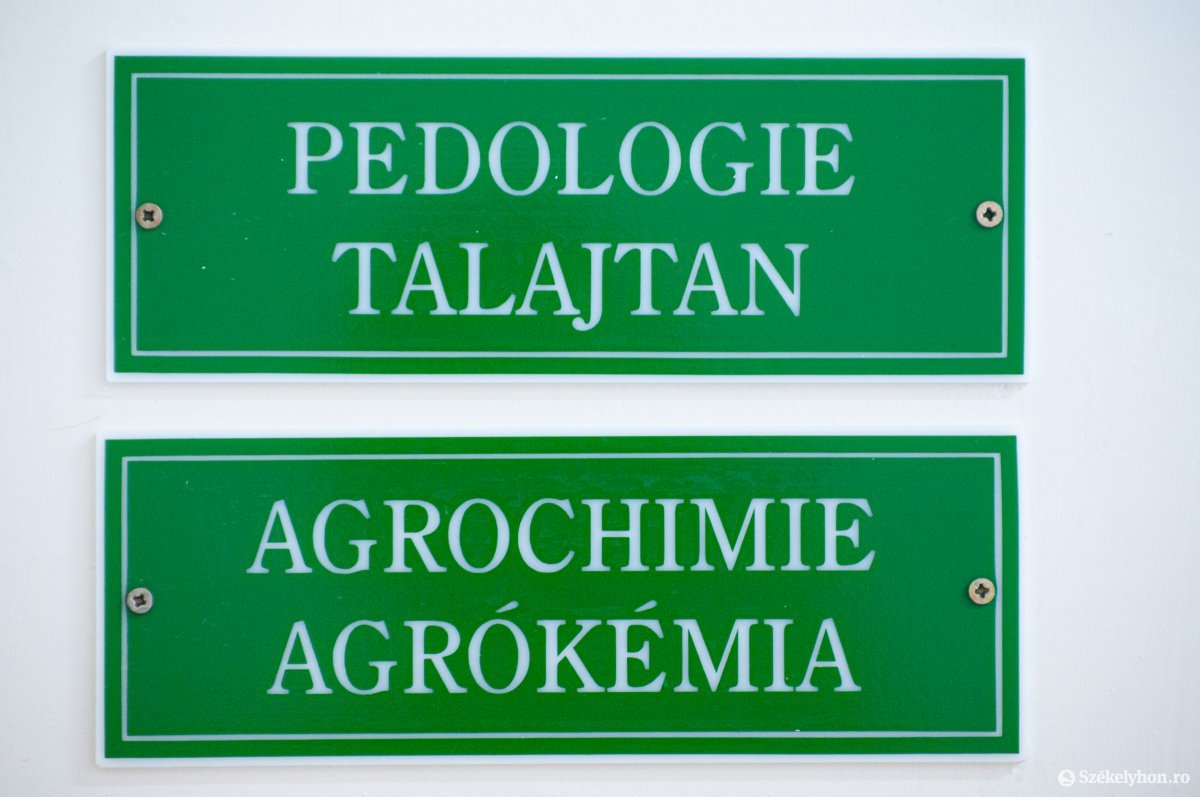 PEDOLOGIE
TALAJTAN
AGROCHIMIE
AGRÓKÉMIA
Székelyhon.ro